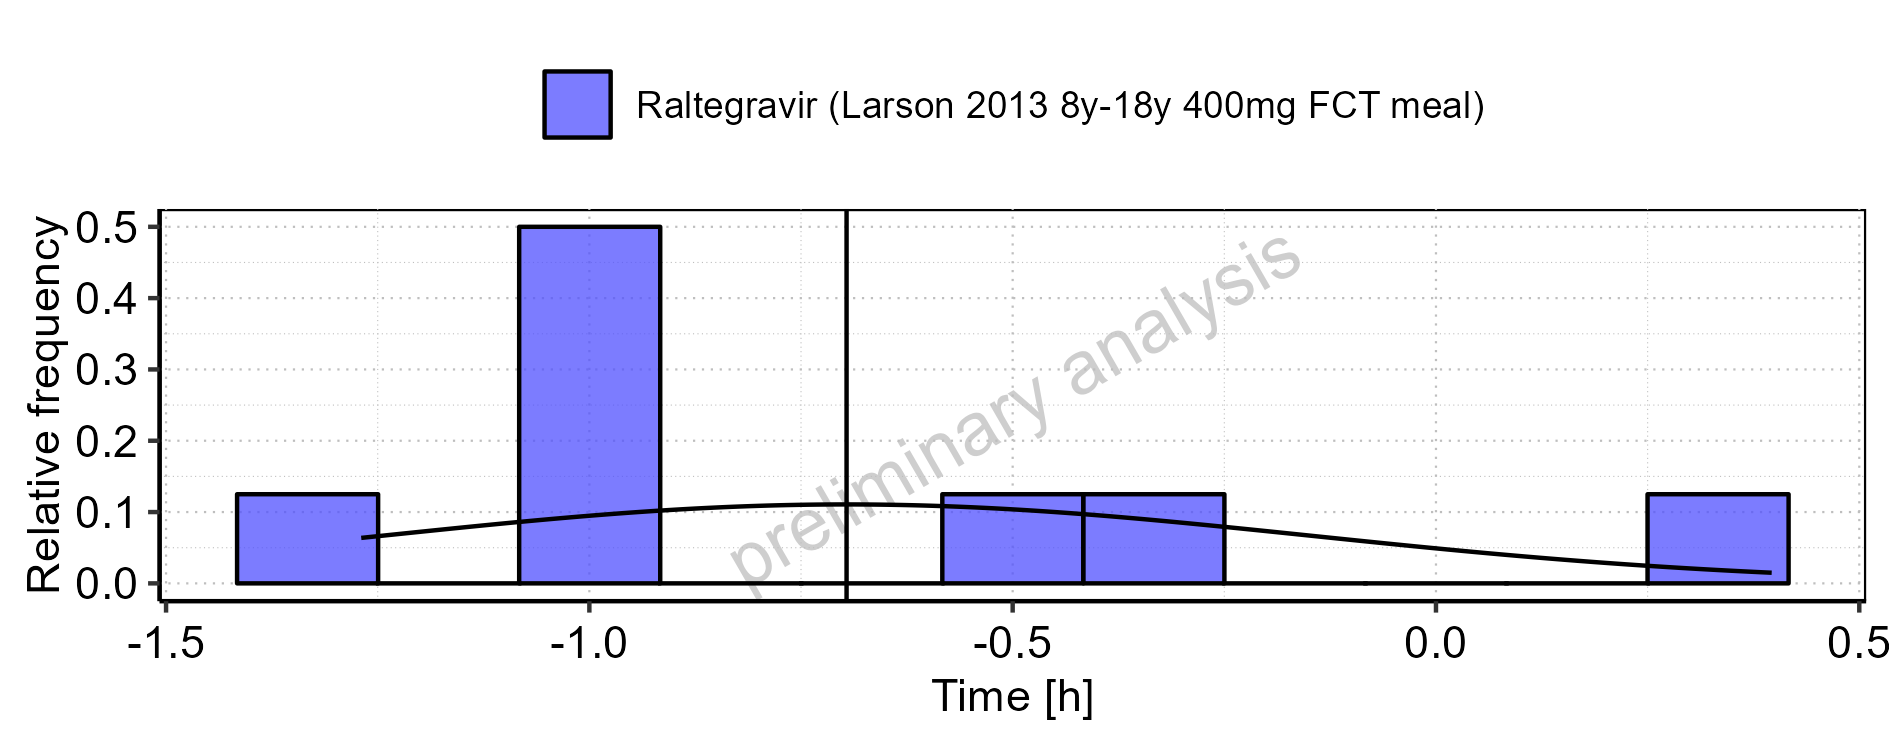 Raltegravir (Larson 2013 8y-18y 400mg FCT meal)
Relative frequency
0.5
0.4
0.3
0.2
0.1
0.0
preliminary analysis
-1.5
-1.0
-0.5
0.0
0.5
Time [h]